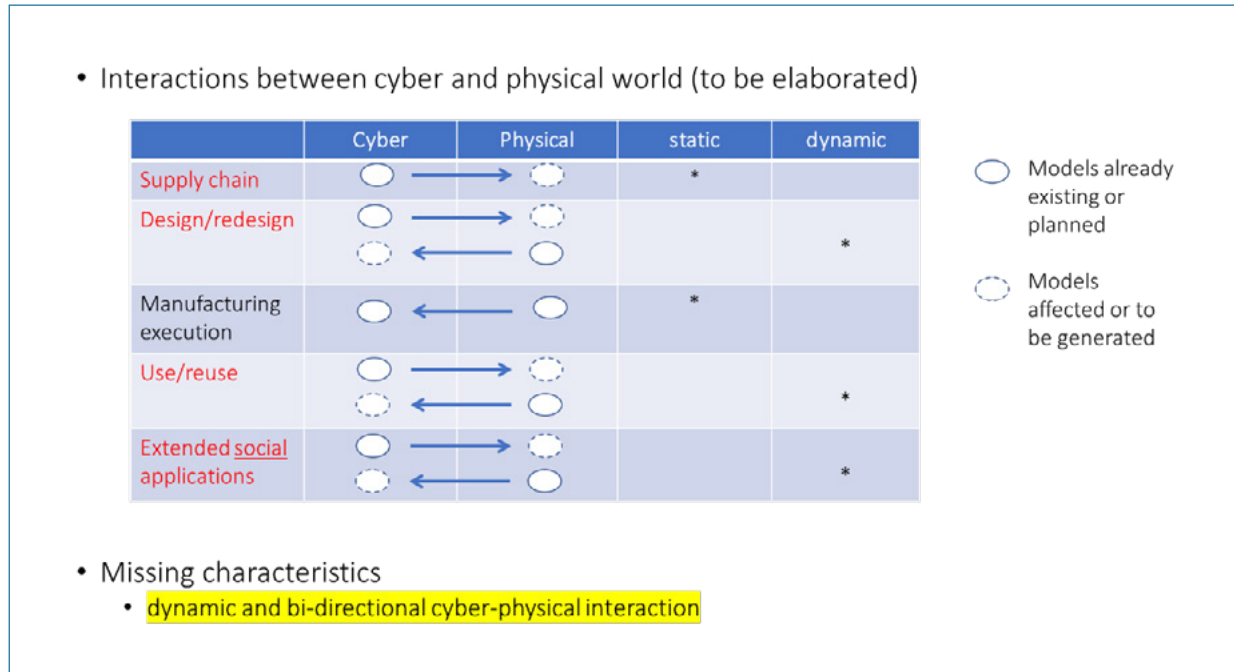 • Interactions between cyber and physical world (to be elaborated)
Cyber Physical static dynamic
Supply chain *
Design/redesign
*
Manufacturing *
execution
Use/reuse
*
Extended social
applications *
Models already
existing or
planned
Models
affected or to
be generated
• Missing characteristics
• dynamic and bi-directional cyber-physical interaction